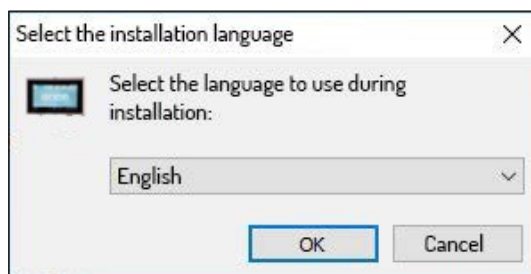 Select the installation language
Select the language to use during
installation:
English
OK
Cancel